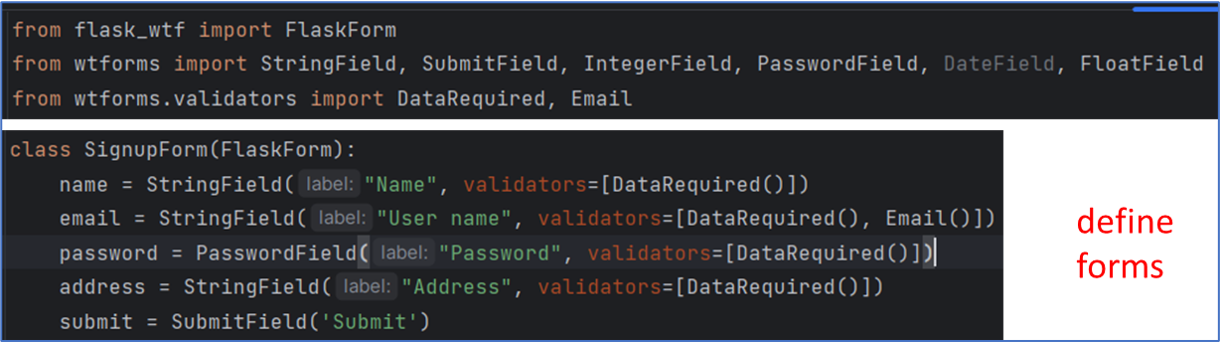 from flask_wtf import FlaskForm
from wtforms import StringField, SubmitField, IntegerField, PasswordField, DateField, FloatField
from wtforms.validators import DataRequired, Email
class SignupForm(FlaskForm):
    name = StringField( label: "Name", validators=[DataRequired()])
    email = StringField( label: "User name", validators=[DataRequired(), Email()])
    password = PasswordField( label: "Password", validators=[DataRequired()])
    address = StringField( label: "Address", validators=[DataRequired()])
    submit = SubmitField('Submit')
define
forms